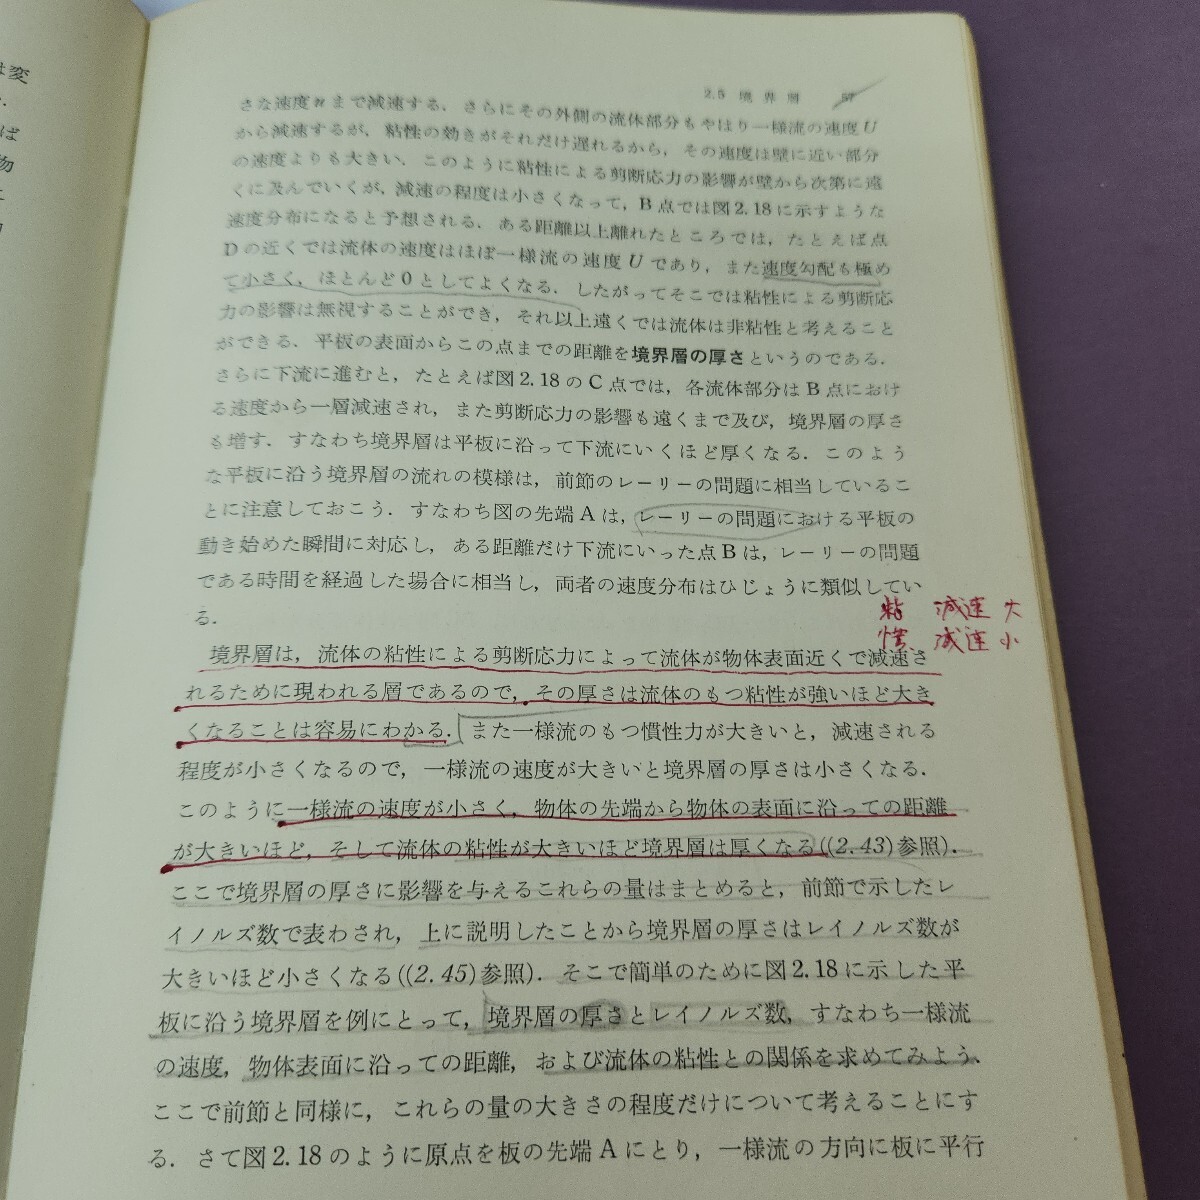 は変
ば
物
2.5 境界層 57
さな速度uまで減速する．さらにその外側の流体部分もやはり一様流の速度U
から減速するが，粘性の効きがそれだけ遅れるから，その速度は壁に近い部分
の速度よりも大きい．このように粘性による剪断応力の影響が壁から次第に遠
くに及んでいくが，減速の程度は小さくなって，B点では図2.18に示すような
速度分布になると予想される．ある距離以上離れたところでは，たとえば点
Dの近くでは流体の速度はほぼ一様流の速度Uであり，また速度勾配も極め
て小さく，ほとんど0としてよくなる．したがってそこでは粘性による剪断応
力の影響は無視することができ，それ以上遠くでは流体は非粘性と考えること
ができる．平板の表面からこの点までの距離を境界層の厚さというのである．
さらに下流に進むと，たとえば図2.18のC点では，各流体部分はB点におけ
る速度から一層減速され，また剪断応力の影響も遠くまで及び，境界層の厚さ
も増す．すなわち境界層は平板に沿って下流にいくほど厚くなる．このよう
な平板に沿う境界層の流れの模様は，前節のレーリーの問題に相当しているこ
とに注意しておこう．すなわち図の先端Aは，レーリーの問題における平板の
動き始めた瞬間に対応し，ある距離だけ下流にいった点Bは，レーリーの問題
である時間を経過した場合に相当し，両者の速度分布はひじょうに類似してい
る．
粘 減速 大
慣 減速 小
境界層は，流体の粘性による剪断応力によって流体が物体表面近くで減速さ
れるために現われる層であるので，その厚さは流体のもつ粘性が強いほど大き
くなることは容易にわかる．また一様流のもつ慣性力が大きいと，減速される
程度が小さくなるので，一様流の速度が大きいと境界層の厚さは小さくなる．
このように一様流の速度が小さく，物体の先端から物体の表面に沿っての距離
が大きいほど，そして流体の粘性が大きいほど境界層は厚くなる((2.43)参照)．
ここで境界層の厚さに影響を与えるこれらの量はまとめると，前節で示したレ
イノルズ数で表わされ，上に説明したことから境界層の厚さはレイノルズ数が
大きいほど小さくなる((2.45)参照)．そこで簡単のために図2.18に示した平
板に沿う境界層を例にとって，境界層の厚さとレイノルズ数，すなわち一様流
の速度，物体表面に沿っての距離，および流体の粘性との関係を求めてみよう．
ここで前節と同様に，これらの量の大きさの程度だけについて考えることにす
る．さて図2.18のように原点を板の先端Aにとり，一様流の方向に板に平行